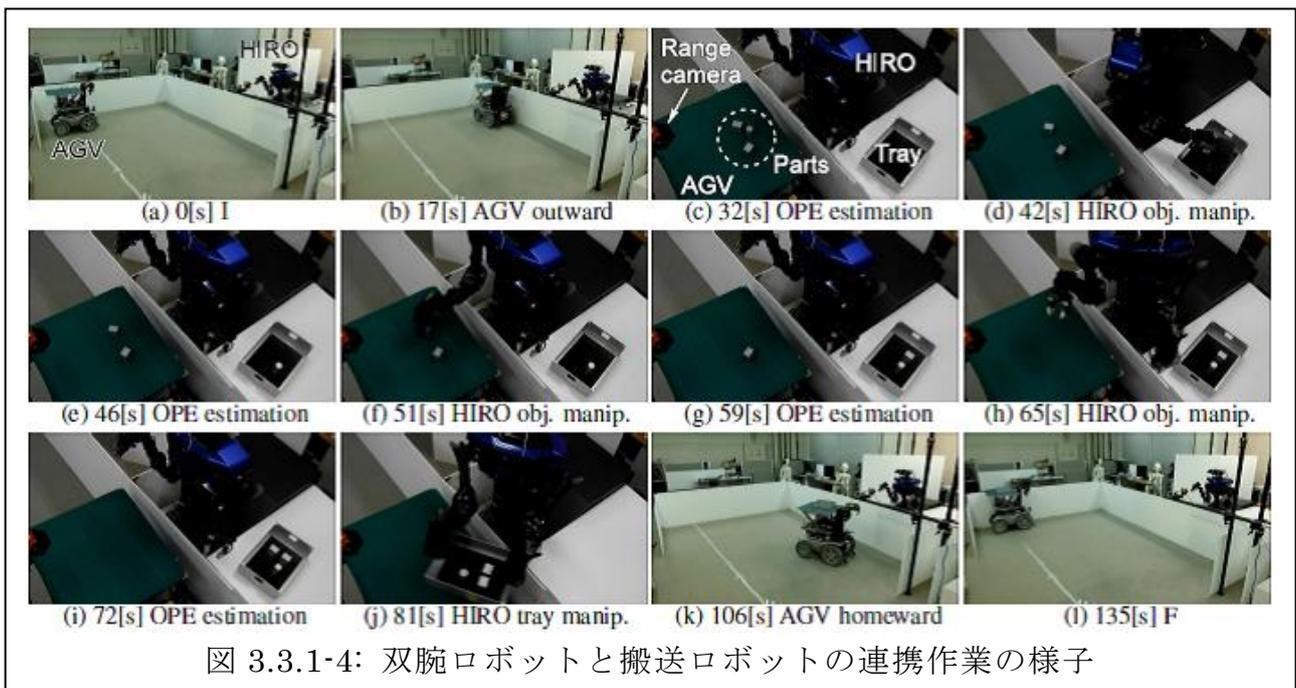 HIRO
AGV
(a) 0[s] I
(b) 17[s] AGV outward
Range
camera
HIRO
Parts
Tray
AGV
(c) 32[s] OPE estimation
(d) 42[s] HIRO obj. manip.
(e) 46[s] OPE estimation
(f) 51[s] HIRO obj. manip.
(g) 59[s] OPE estimation
(h) 65[s] HIRO obj. manip.
(i) 72[s] OPE estimation
(j) 81[s] HIRO tray manip.
(k) 106[s] AGV homeward
(l) 135[s] F
図 3.3.1-4: 双腕ロボットと搬送ロボットの連携作業の様子